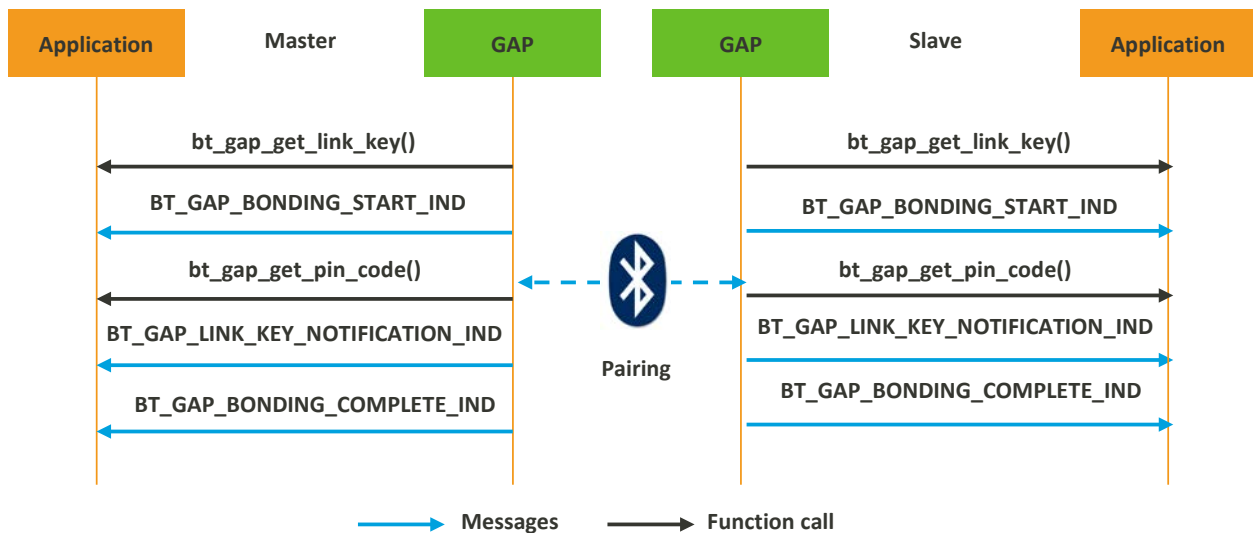 Application
Master
GAP
GAP
Slave
Application
bt_gap_get_link_key()
bt_gap_get_link_key()
BT_GAP_BONDING_START_IND
BT_GAP_BONDING_START_IND
bt_gap_get_pin_code()
bt_gap_get_pin_code()
BT_GAP_LINK_KEY_NOTIFICATION_IND
BT_GAP_LINK_KEY_NOTIFICATION_IND
Pairing
BT_GAP_BONDING_COMPLETE_IND
BT_GAP_BONDING_COMPLETE_IND
Messages
Function call